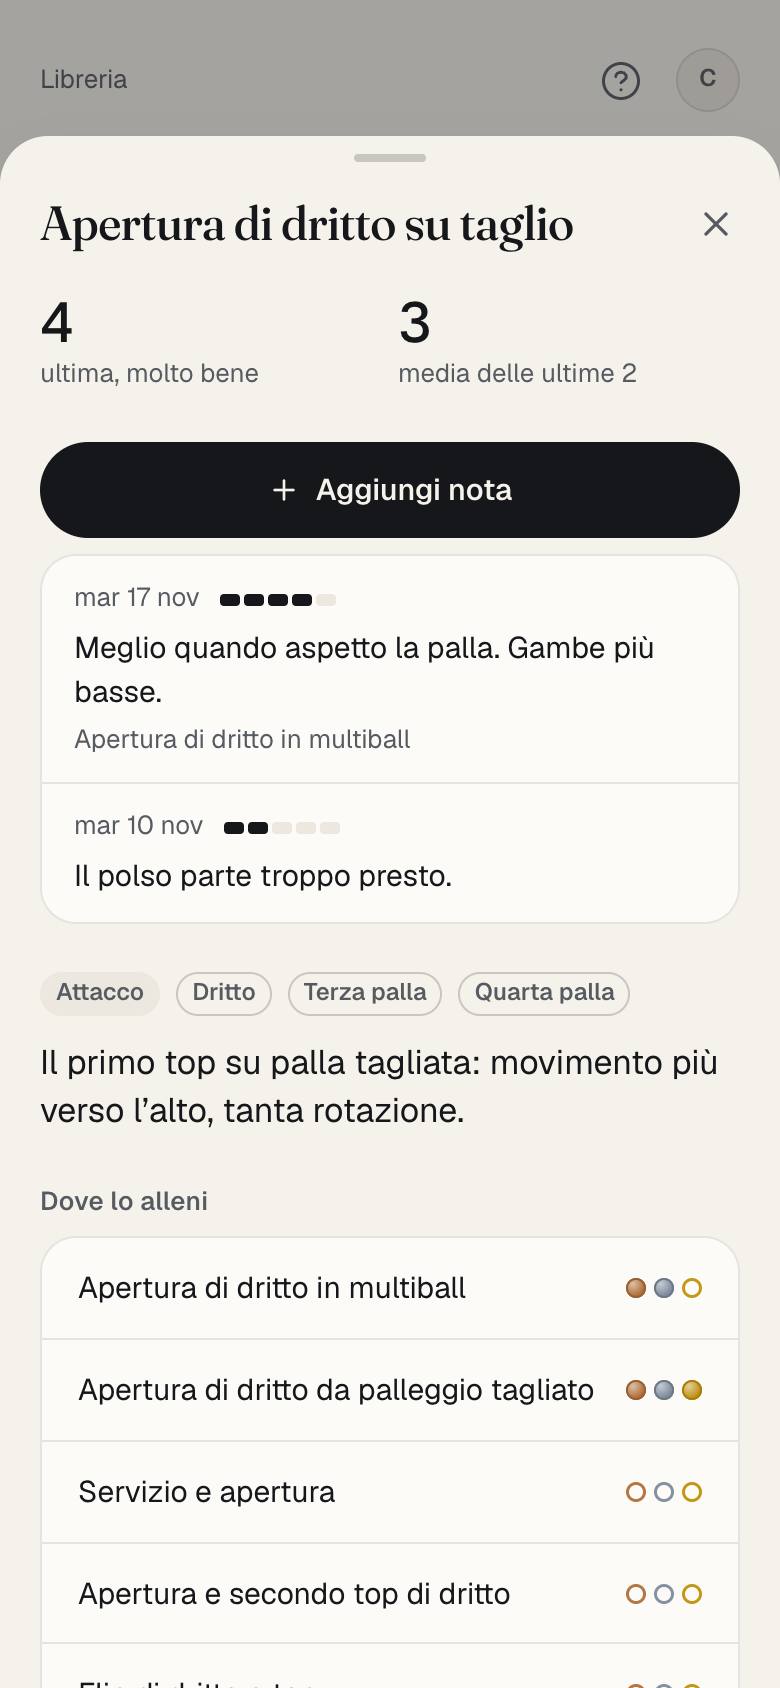 Libreria
C
Apertura di dritto su taglio
4
ultima, molto bene
3
media delle ultime 2
Aggiungi nota
mar 17 nov
Meglio quando aspetto la palla. Gambe più
basse.
Apertura di dritto in multiball
mar 10 nov
Il polso parte troppo presto.
Attacco
Dritto
Terza palla
Quarta palla
Il primo top su palla tagliata: movimento più
verso l’alto, tanta rotazione.
Dove lo alleni
Apertura di dritto in multiball
Apertura di dritto da palleggio tagliato
Servizio e apertura
Apertura e secondo top di dritto